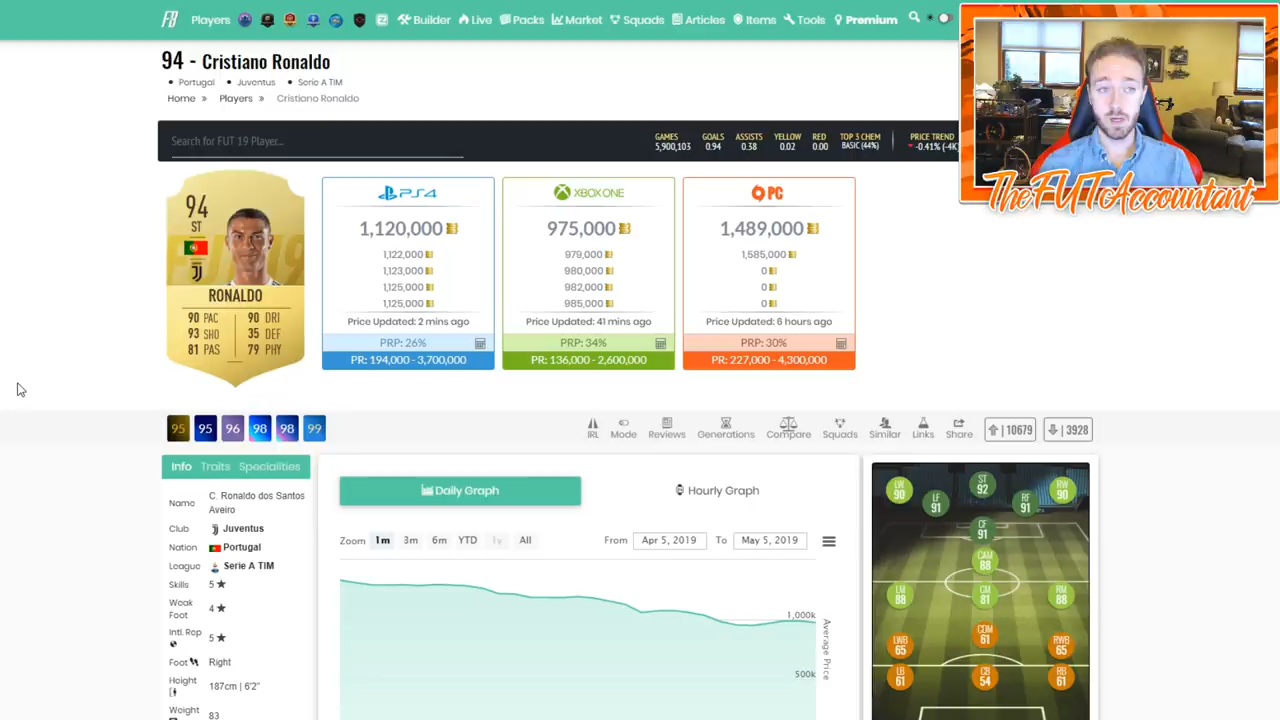 FB Players Builder Live Packs Market Squads Articles Items Tools Premium
94 - Cristiano Ronaldo
Portugal Juventus Serie A TIM
Home » Players » Cristiano Ronaldo
Search for FUT 19 Player...
GAMES GOALS ASSISTS YELLOW RED TOP 3 CHEM PRICE TREND
5,900,103 0.94 0.38 0.02 0.00 BASIC (44%) -0.41% (-4K)
TheFUTAccountant
94
ST
RONALDO
90 PAC 90 DRI
93 SHO 35 DEF
81 PAS 79 PHY
PS4
1,120,000
1,122,000
1,123,000
1,125,000
1,125,000
Price Updated: 2 mins ago
PRP: 26%
PR: 194,000 - 3,700,000
XBOX ONE
975,000
979,000
980,000
982,000
985,000
Price Updated: 41 mins ago
PRP: 34%
PR: 136,000 - 2,600,000
PC
1,489,000
1,585,000
0
0
0
Price Updated: 6 hours ago
PRP: 30%
PR: 227,000 - 4,300,000
95 95 96 98 98 99
IRL Mode Reviews Generations Compare Squads Similar Links Share | 10679 | 3928
Info Traits Specialities
Name C. Ronaldo dos Santos Aveiro
Club Juventus
Nation Portugal
League Serie A TIM
Skills 5
Weak Foot 4
Intl. Rep 5
Foot Right
Height 187cm | 6'2"
Weight 83
Daily Graph Hourly Graph
Zoom 1m 3m 6m YTD 1y All From Apr 5, 2019 To May 5, 2019
1,000k
500k
Average Price
ST 92
LW 90 RW 90
LF 91 RF 91
CF 91
CAM 88
LM 88 CM 81 RM 88
CDM 61
LWB 65 RWB 65
LB 61 CB 54 RB 61